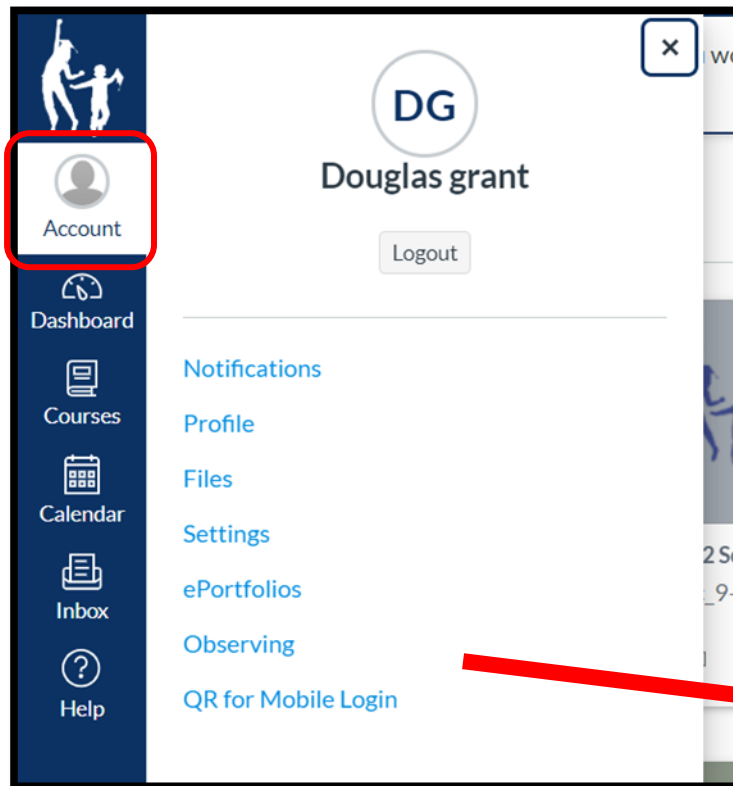 DG
Douglas grant
Logout
Account
Dashboard
Courses
Calendar
Inbox
Help
Notifications
Profile
Files
Settings
ePortfolios
Observing
QR for Mobile Login